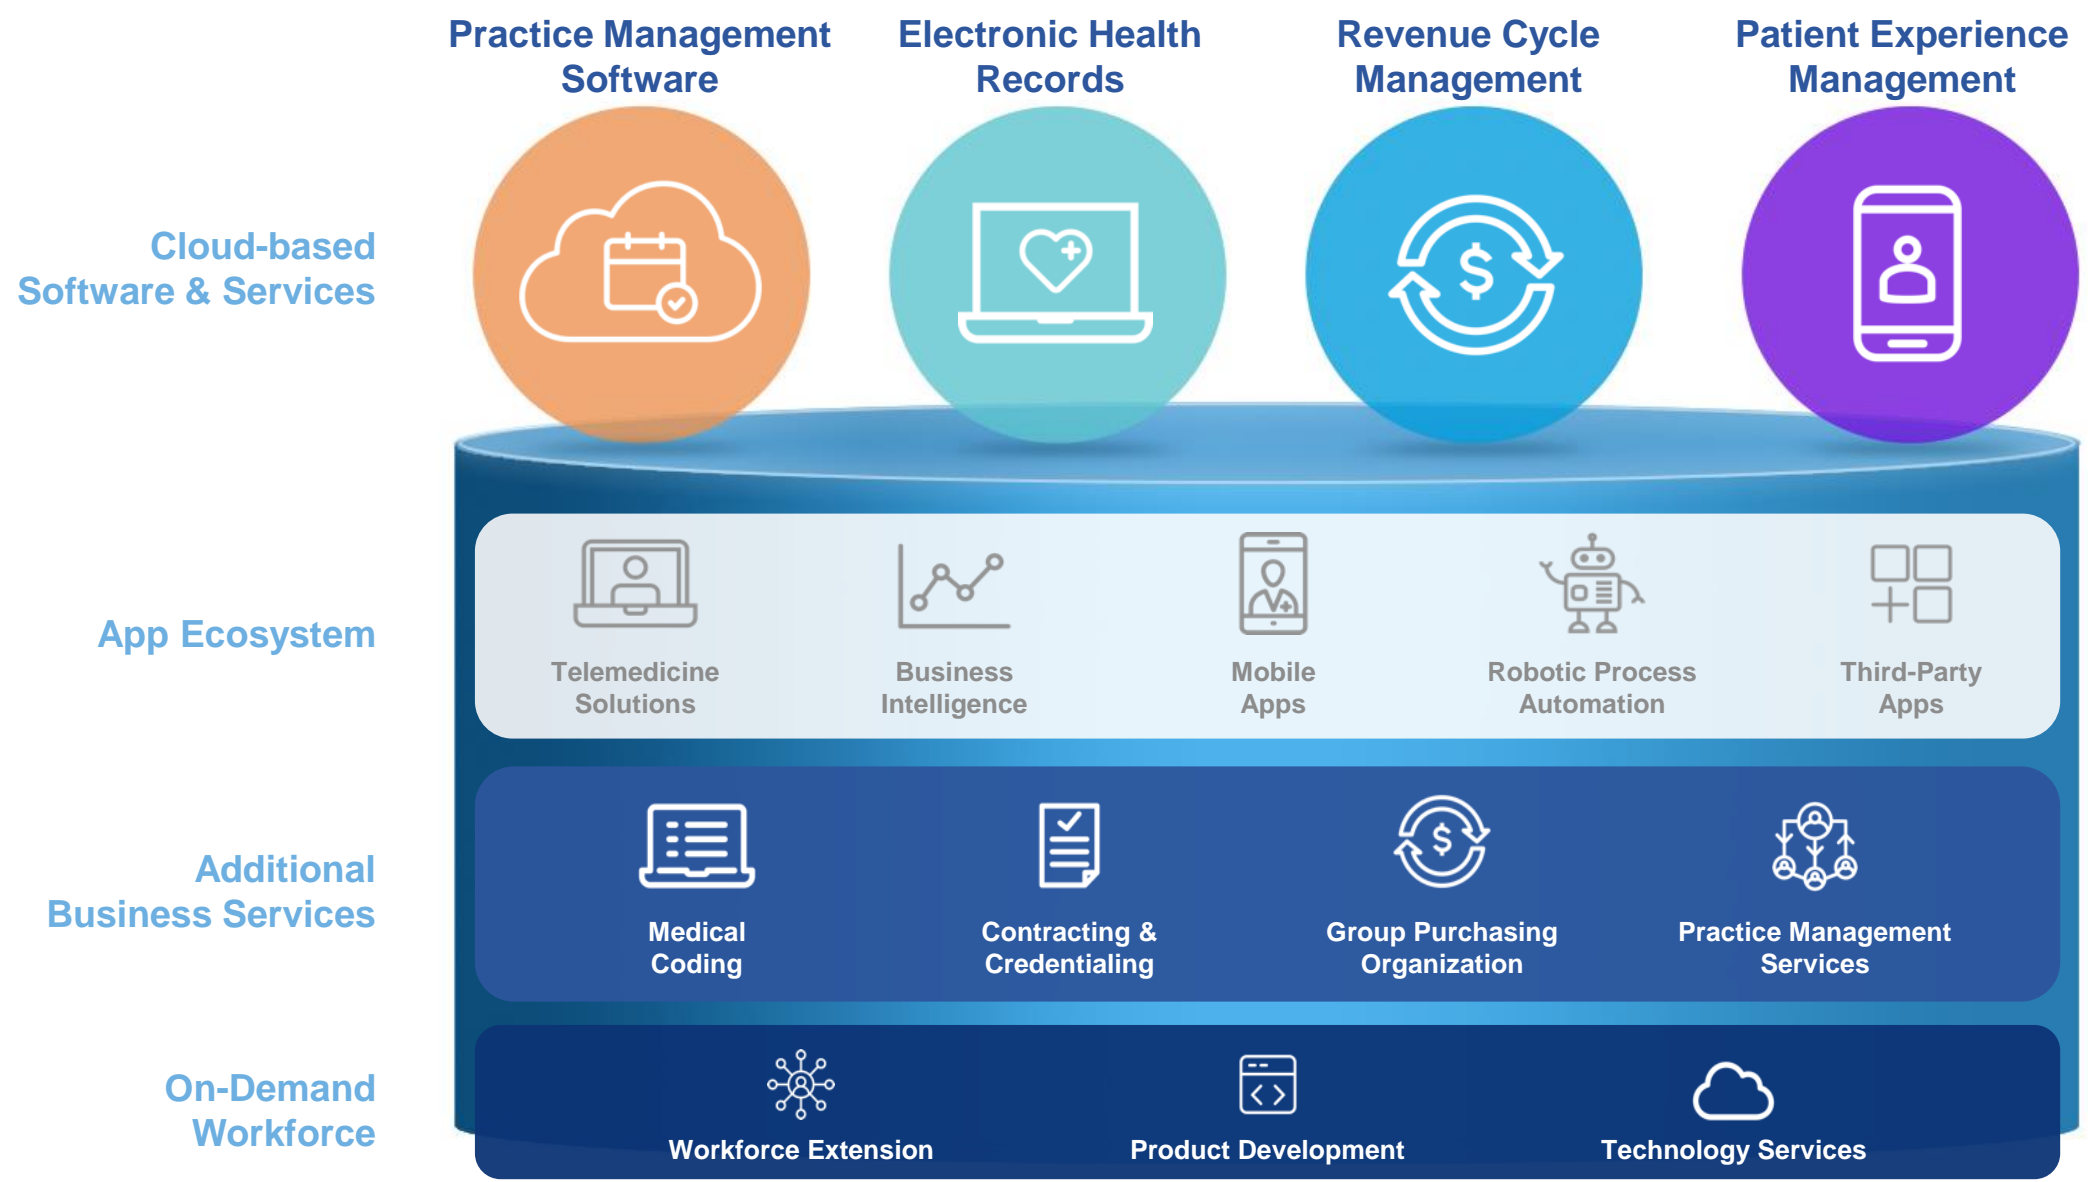 Practice Management
Software
Electronic Health
Records
Revenue Cycle
Management
Patient Experience
Management
Cloud-based
Software & Services
$
App Ecosystem
Telemedicine
Solutions
Business
Intelligence
Mobile
Apps
Robotic Process
Automation
Third-Party
Apps
Additional
Business Services
$
Medical
Coding
Contracting &
Credentialing
Group Purchasing
Organization
Practice Management
Services
On-Demand
Workforce
Workforce Extension
Product Development
Technology Services